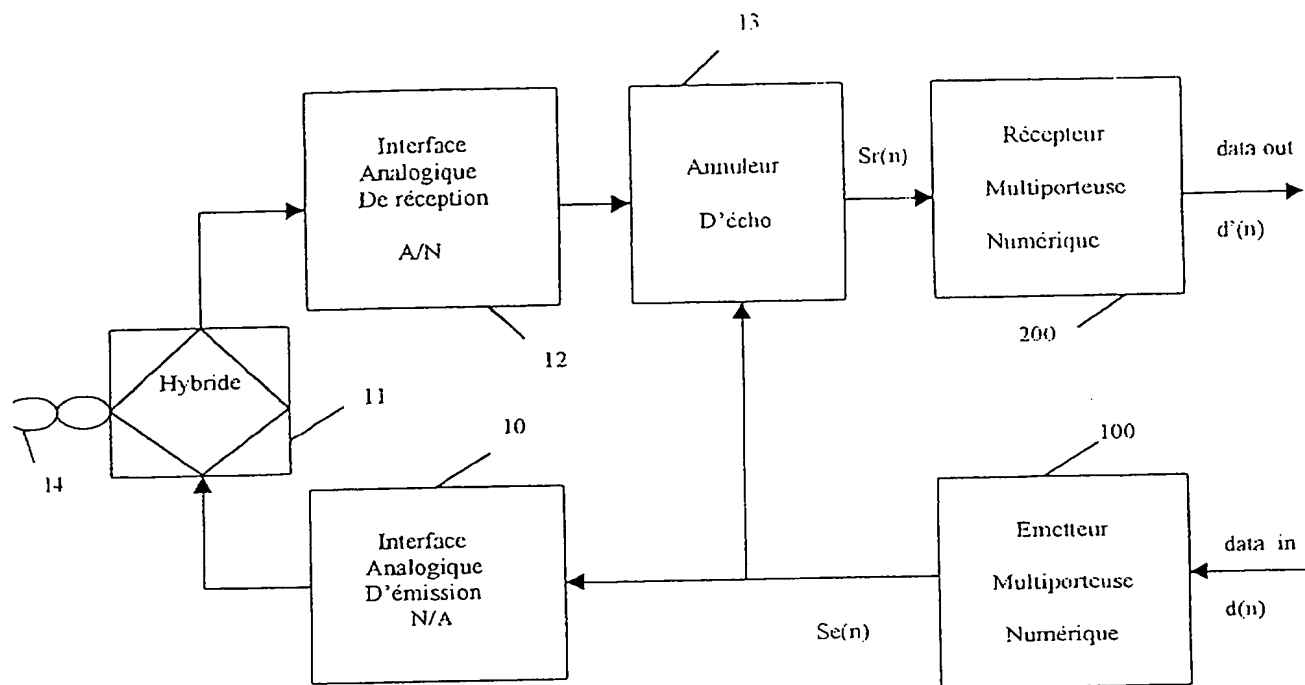 13
Interface
Analogique
De réception
A/N
Annuleur
D'écho
Sr(n)
Récepteur
Multiporteuse
Numérique
data out
d'(n)
200
12
Hybride
11
14
10
100
Interface
Analogique
D'émission
N/A
Se(n)
Emetteur
Multiporteuse
Numérique
data in
d(n)